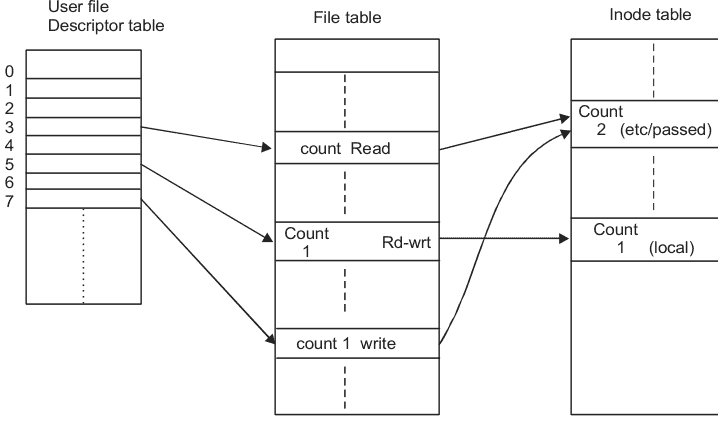 User file
Descriptor table
File table
Inode table
0
1
2
3
4
5
6
7
count Read
Count
1 Rd-wrt
count 1 write
Count
2 (etc/passed)
Count
1 (local)